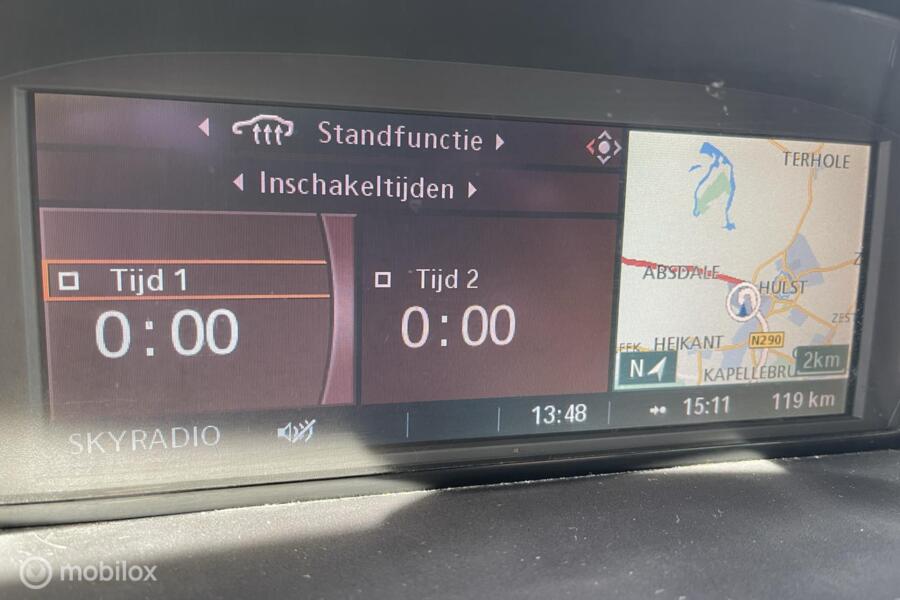 Standfunctie
Inschakeltijden
Tijd 1
0:00
Tijd 2
0:00
TERHOLE
ABSDALE
HULST
HEIKANT
N290
KAPELLEBRU
2km
N
SKYRADIO
13:48
15:11
119 km
mobilox